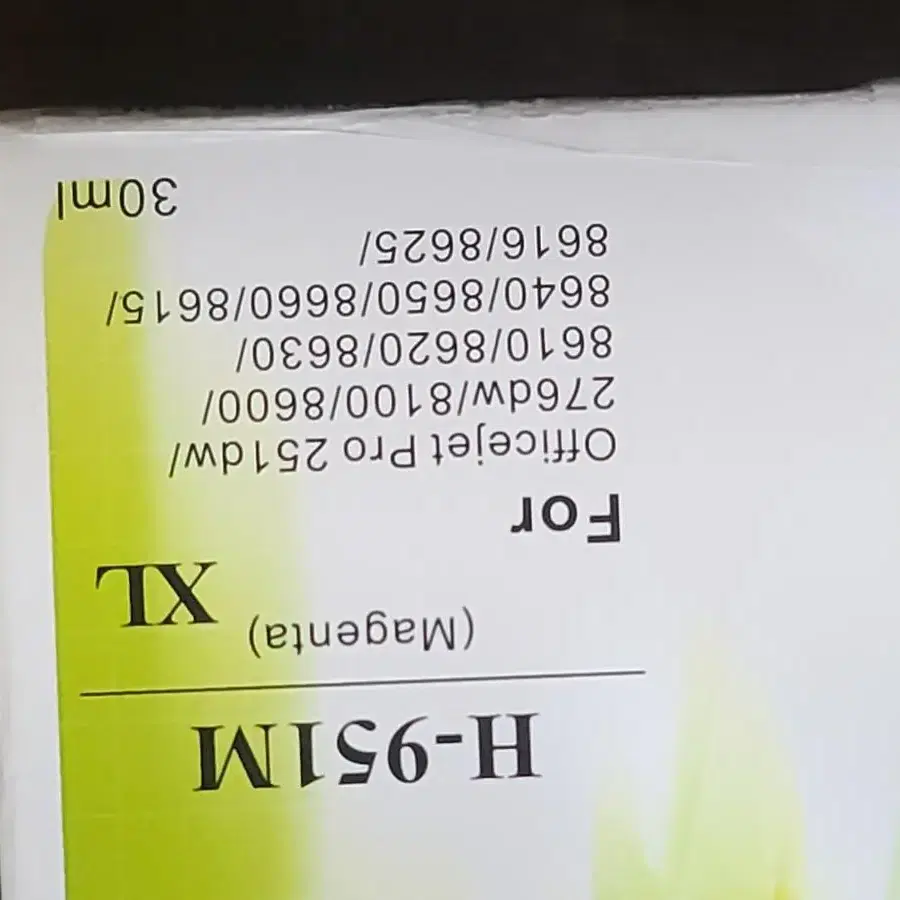 H-951M
(Magenta) XL
For
Officejet Pro 251dw/
276dw/8100/8600/
8610/8620/8630/
8640/8650/8660/8615/
8616/8625/
30ml